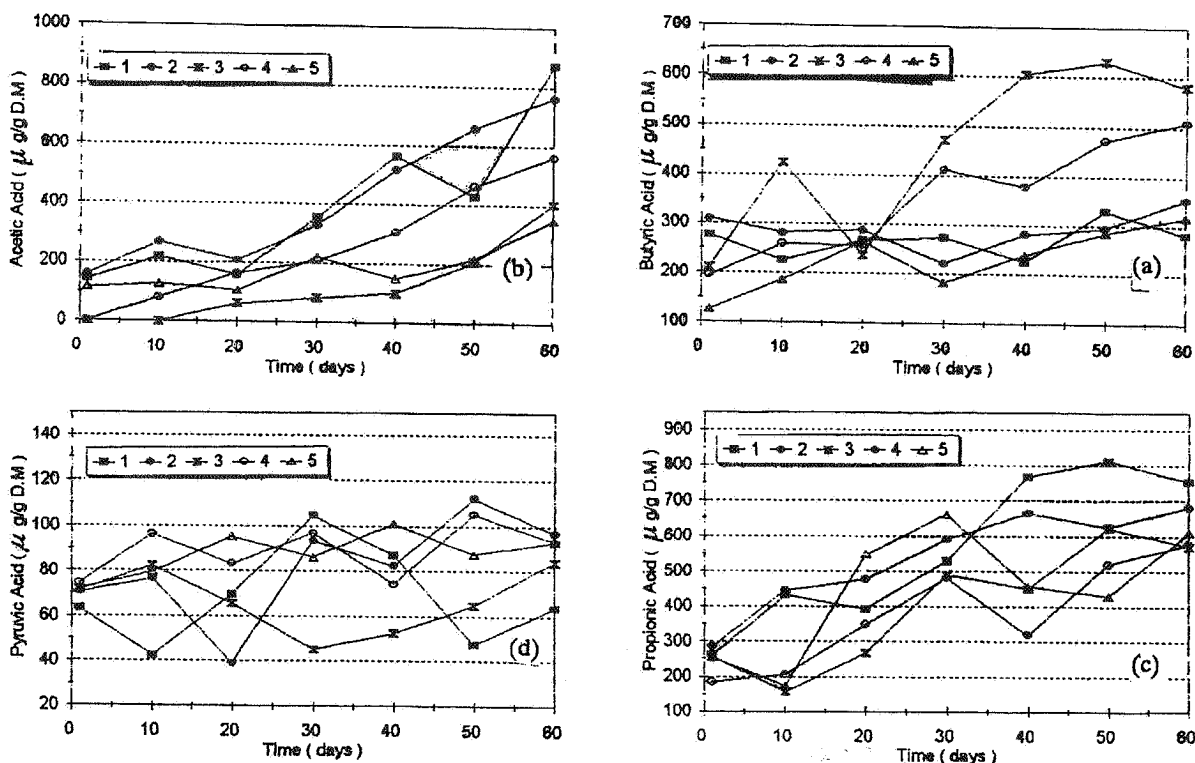 1000
800
600
400
200
0
Acetic Acid ( μ g/g D.M )
1 2 3 4 5
(b)
0 10 20 30 40 50 60
Time ( days )
700
600
500
400
300
200
100
Butyric Acid ( μ g/g D.M )
1 2 3 4 5
(a)
0 10 20 30 40 50 60
Time ( days )
140
120
100
80
60
40
20
Pyruvic Acid ( μ g/g D.M )
1 2 3 4 5
(d)
0 10 20 30 40 50 60
Time ( days )
900
800
700
600
500
400
300
200
100
Propionic Acid ( μ g/g D.M )
1 2 3 4 5
(c)
0 10 20 30 40 50 60
Time ( days )